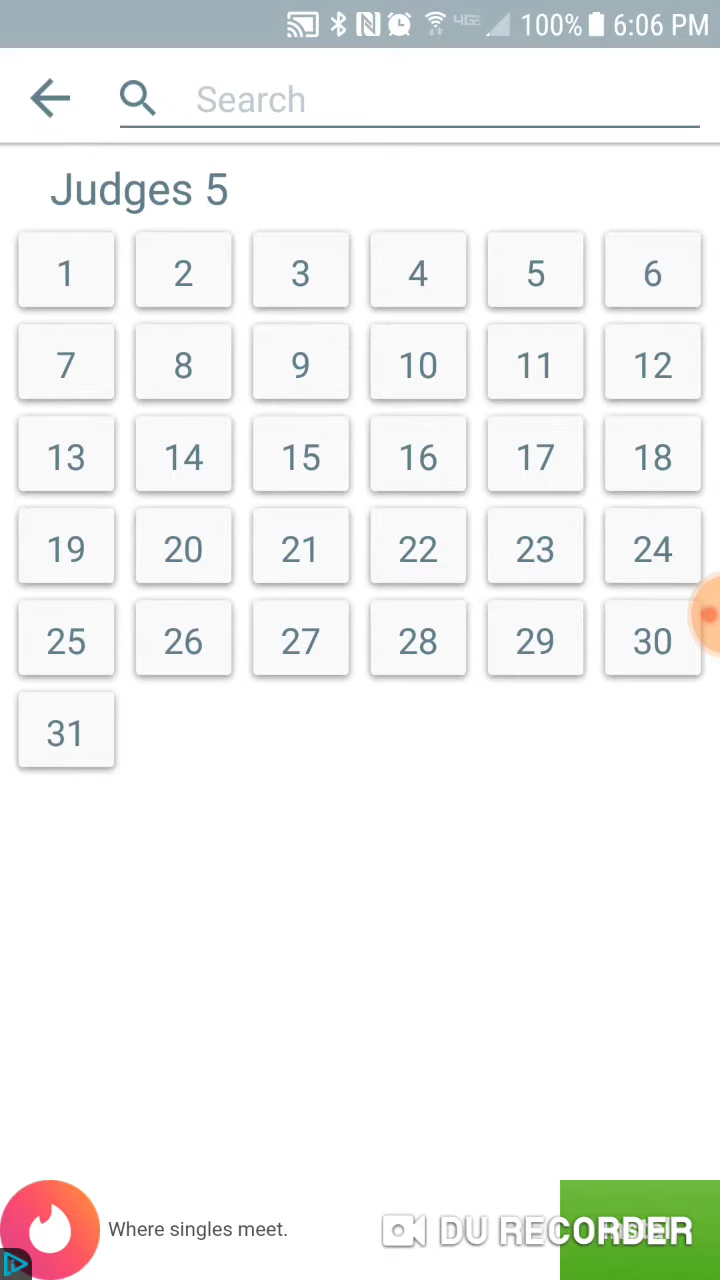 4G 100% 6:06 PM
Search
Judges 5
1 2 3 4 5 6
7 8 9 10 11 12
13 14 15 16 17 18
19 20 21 22 23 24
25 26 27 28 29 30
31
Where singles meet.
DU RECORDER